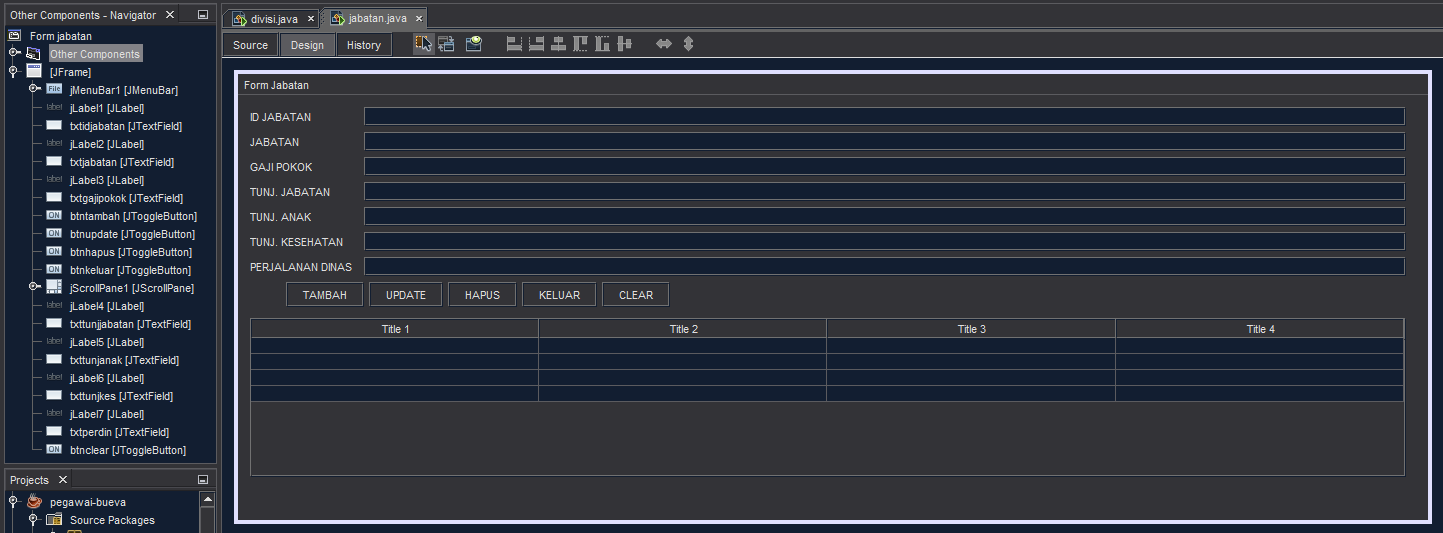 Other Components - Navigator
Form jabatan
Other Components
[JFrame]
File jMenuBar1 [JMenuBar]
label jLabel1 [JLabel]
txtidjabatan [JTextField]
label jLabel2 [JLabel]
txtjabatan [JTextField]
label jLabel3 [JLabel]
txtgajipokok [JTextField]
ON btntambah [JToggleButton]
ON btnupdate [JToggleButton]
ON btnhapus [JToggleButton]
ON btnkeluar [JToggleButton]
jScrollPane1 [JScrollPane]
label jLabel4 [JLabel]
txttunjjabatan [JTextField]
label jLabel5 [JLabel]
txttunjanak [JTextField]
label jLabel6 [JLabel]
txttunjkes [JTextField]
label jLabel7 [JLabel]
txtperdin [JTextField]
ON btnclear [JToggleButton]
Projects
pegawai-bueva
Source Packages
divisi.java jabatan.java
Source Design History
Form Jabatan
ID JABATAN
JABATAN
GAJI POKOK
TUNJ. JABATAN
TUNJ. ANAK
TUNJ. KESEHATAN
PERJALANAN DINAS
TAMBAH UPDATE HAPUS KELUAR CLEAR
Title 1 Title 2 Title 3 Title 4